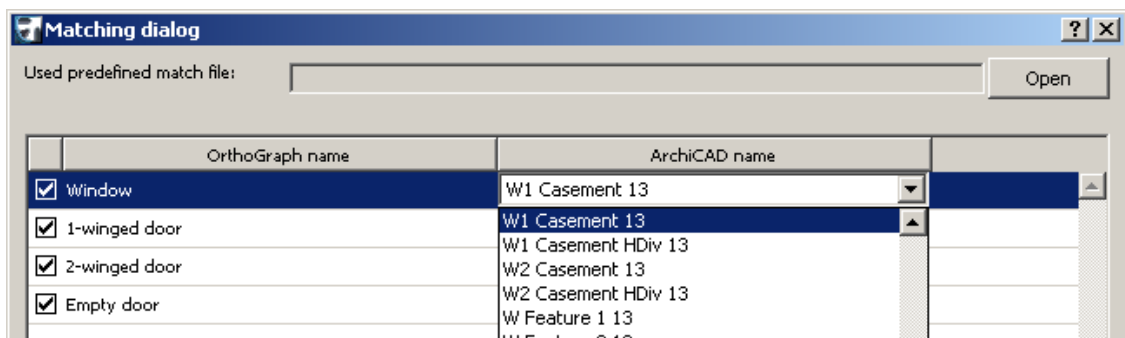 Matching dialog
Used predefined match file:
Open
OrthoGraph name ArchiCAD name
Window W1 Casement 13
W1 Casement 13
1-winged door
W1 Casement HDiv 13
2-winged door W2 Casement 13
W2 Casement HDiv 13
Empty door
W Feature 1 13